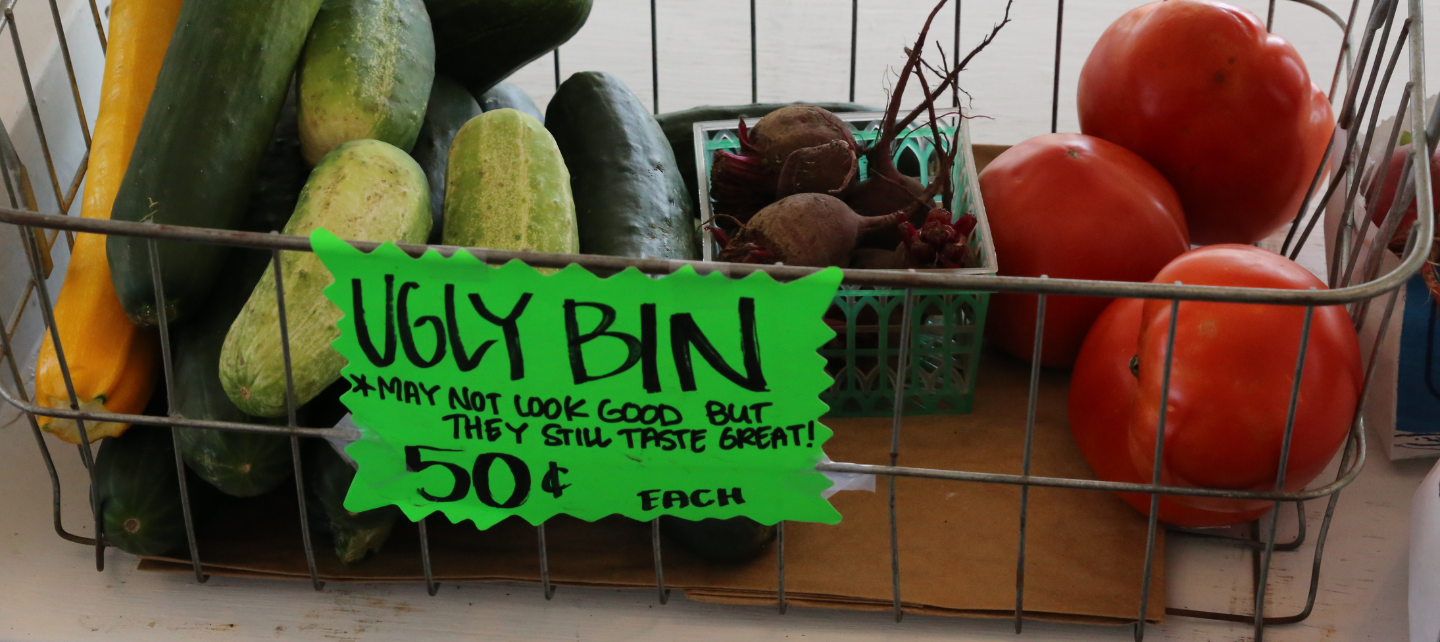 UGLY BIN
*MAY NOT LOOK GOOD BUT
THEY STILL TASTE GREAT!
50¢ EACH